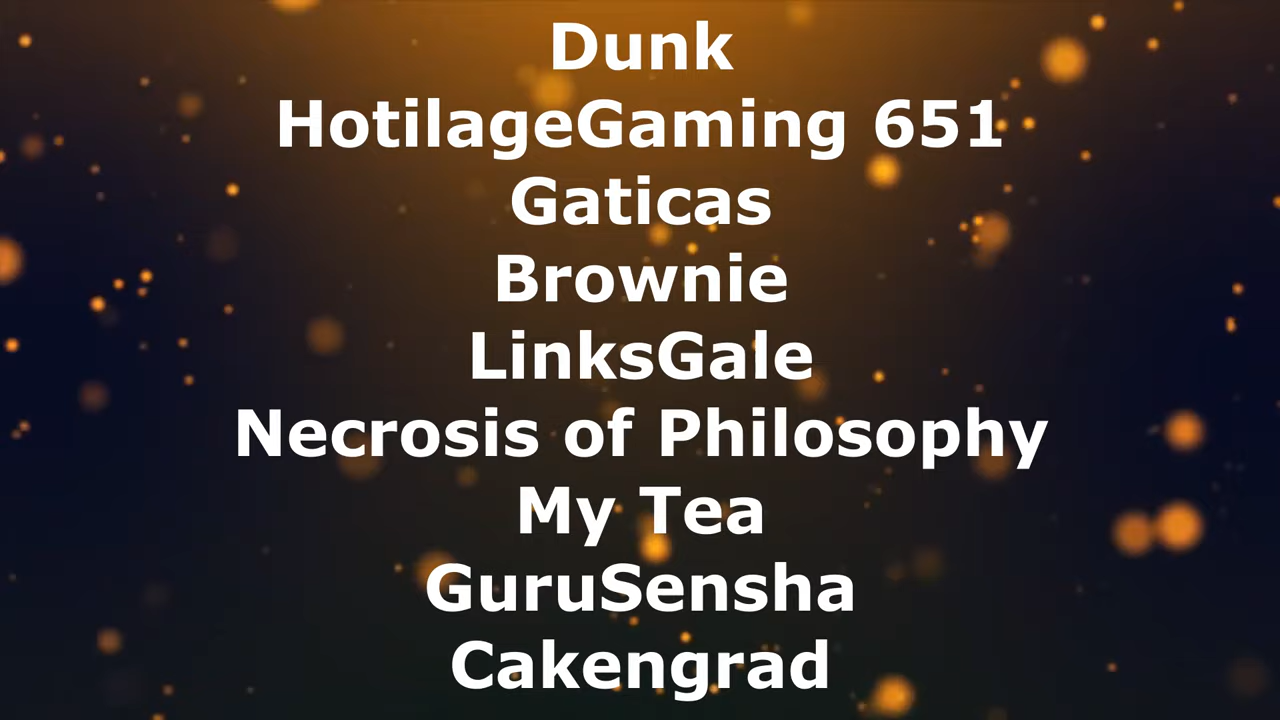 Dunk
HotilageGaming 651
Gaticas
Brownie
LinksGale
Necrosis of Philosophy
My Tea
GuruSensha
Cakengrad